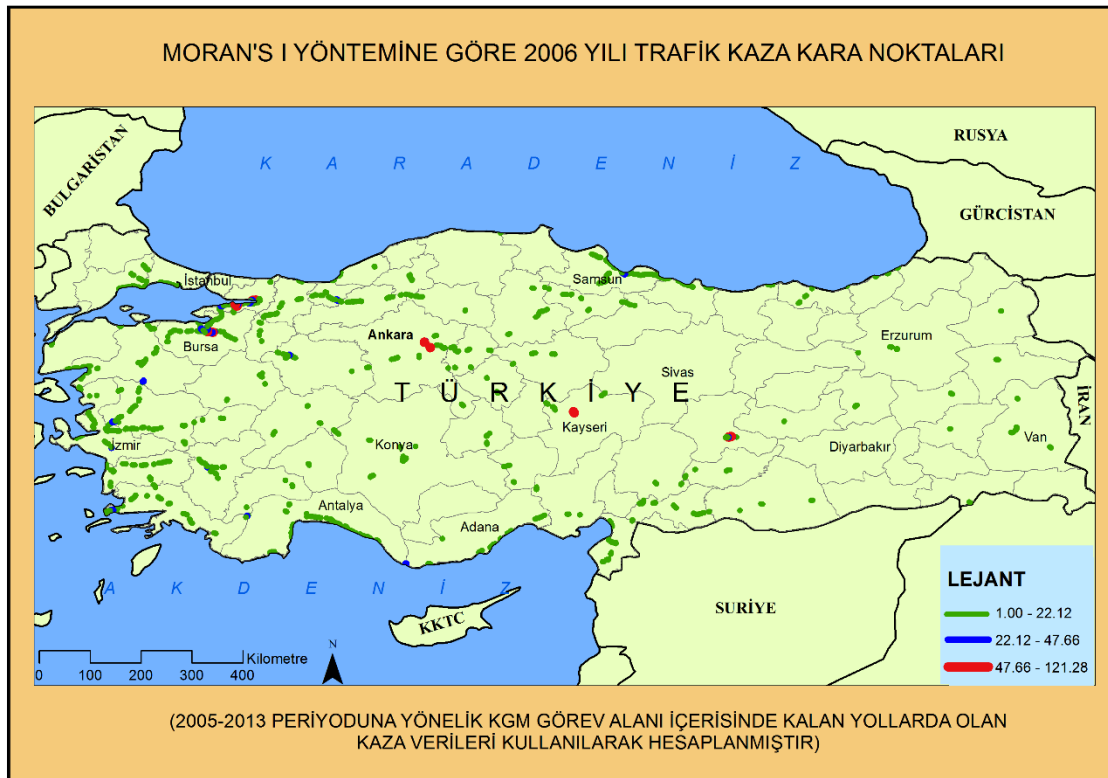 MORAN'S I YÖNTEMİNE GÖRE 2006 YILI TRAFİK KAZA KARA NOKTALARI
BULGARİSTAN
RUSYA
K A R A D E N İ Z
GÜRCİSTAN
İstanbul
Samsun
Bursa
Ankara
Erzurum
Sivas
T Ü R K İ Y E
İRAN
Kayseri
İzmir
Konya
Diyarbakır
Van
Antalya
Adana
A K D E N İ Z
KKTC
SURİYE
LEJANT
1.00 - 22.12
22.12 - 47.66
47.66 - 121.28
N
Kilometre
0 100 200 400
(2005-2013 PERİYODUNA YÖNELİK KGM GÖREV ALANI İÇERİSİNDE KALAN YOLLARDA OLAN
KAZA VERİLERİ KULLANILARAK HESAPLANMIŞTIR)